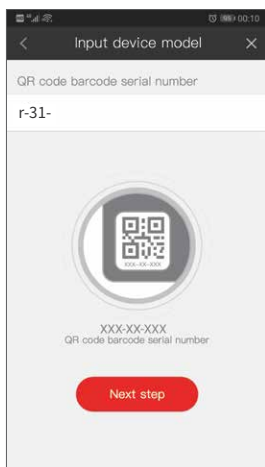 00:10
Input device model
QR code barcode serial number
r-31-
XXX-XX-XXX
XXX-XX-XXX
QR code barcode serial number
Next step